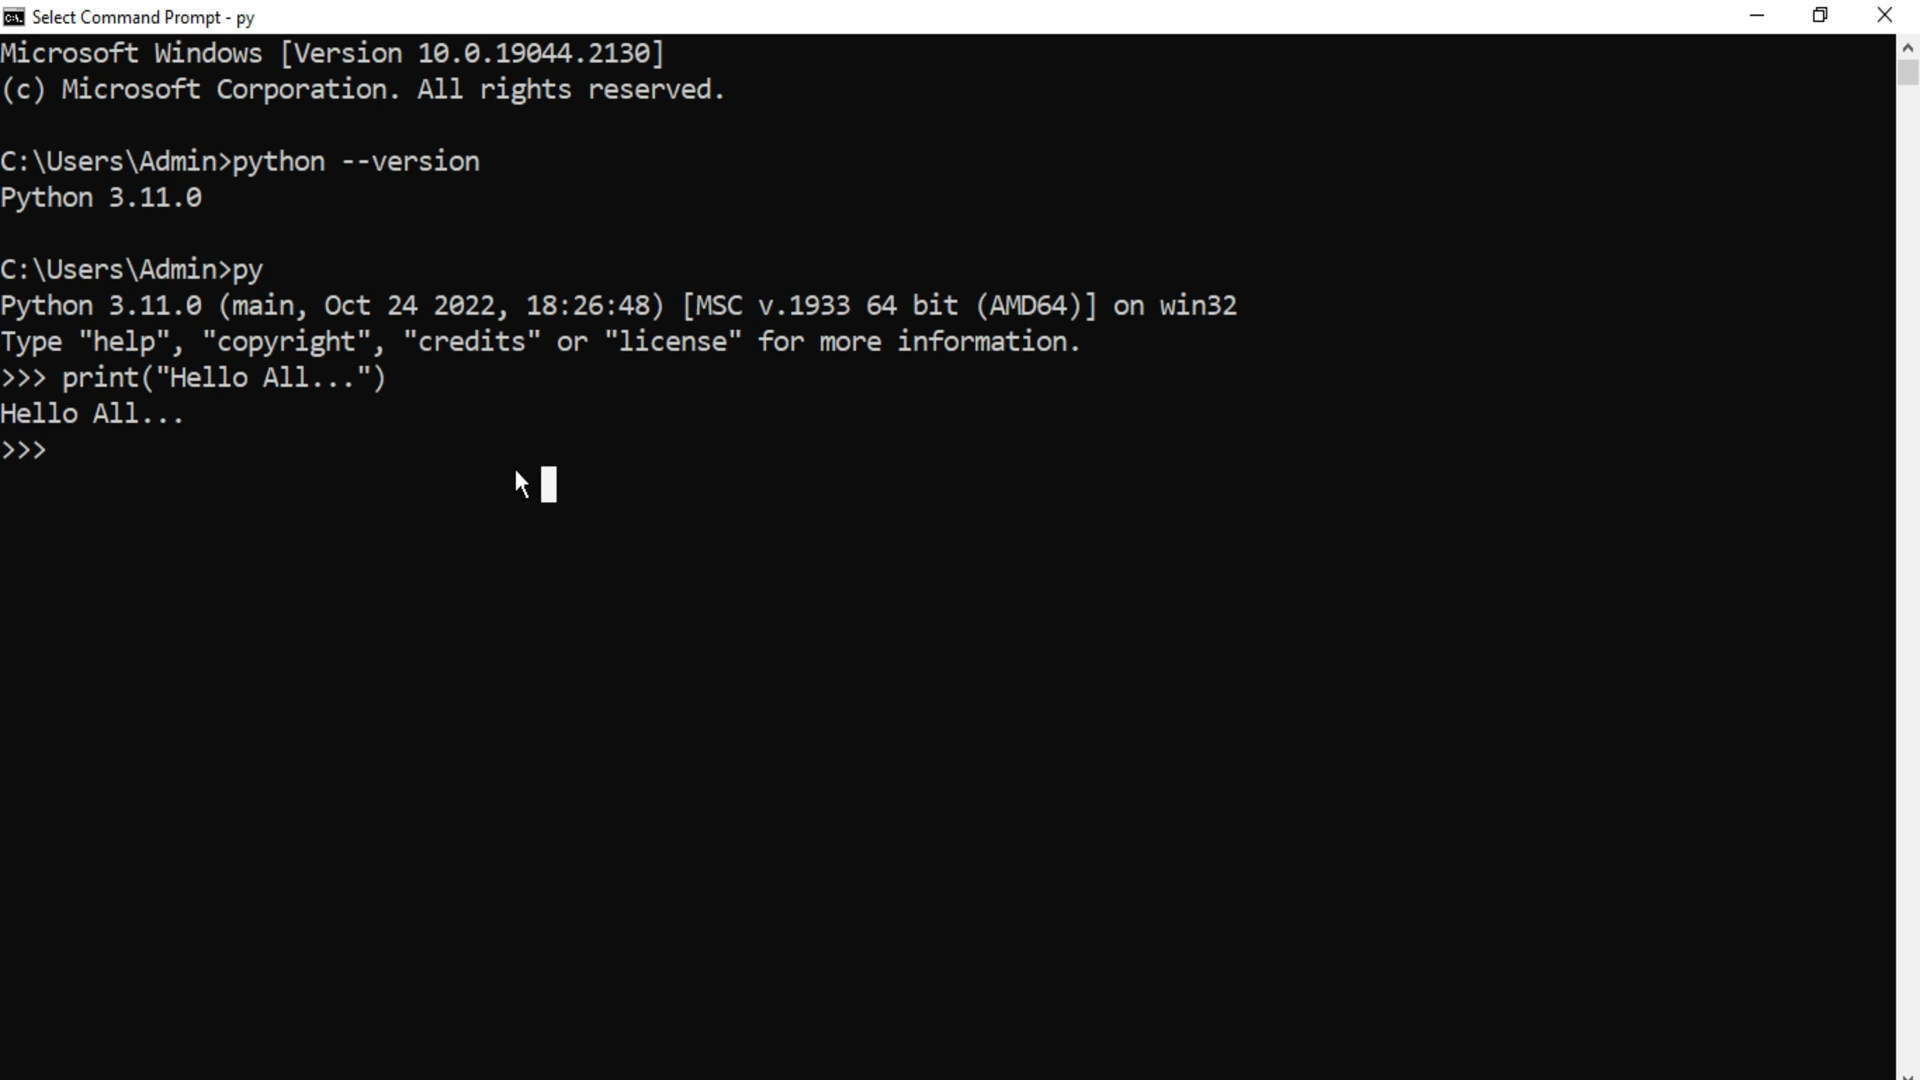 Select Command Prompt - py
Microsoft Windows [Version 10.0.19044.2130]
(c) Microsoft Corporation. All rights reserved.
C:\Users\Admin>python --version
Python 3.11.0
C:\Users\Admin>py
Python 3.11.0 (main, Oct 24 2022, 18:26:48) [MSC v.1933 64 bit (AMD64)] on win32
Type "help", "copyright", "credits" or "license" for more information.
>>> print("Hello All...")
Hello All...
>>>